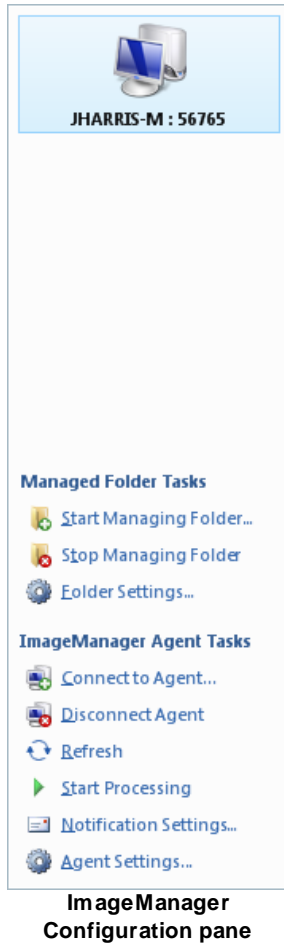 JHARRIS-M : 56765
Managed Folder Tasks
Start Managing Folder...
Stop Managing Folder
Folder Settings...
ImageManager Agent Tasks
Connect to Agent...
Disconnect Agent
Refresh
Start Processing
Notification Settings...
Agent Settings...
ImageManager
Configuration pane